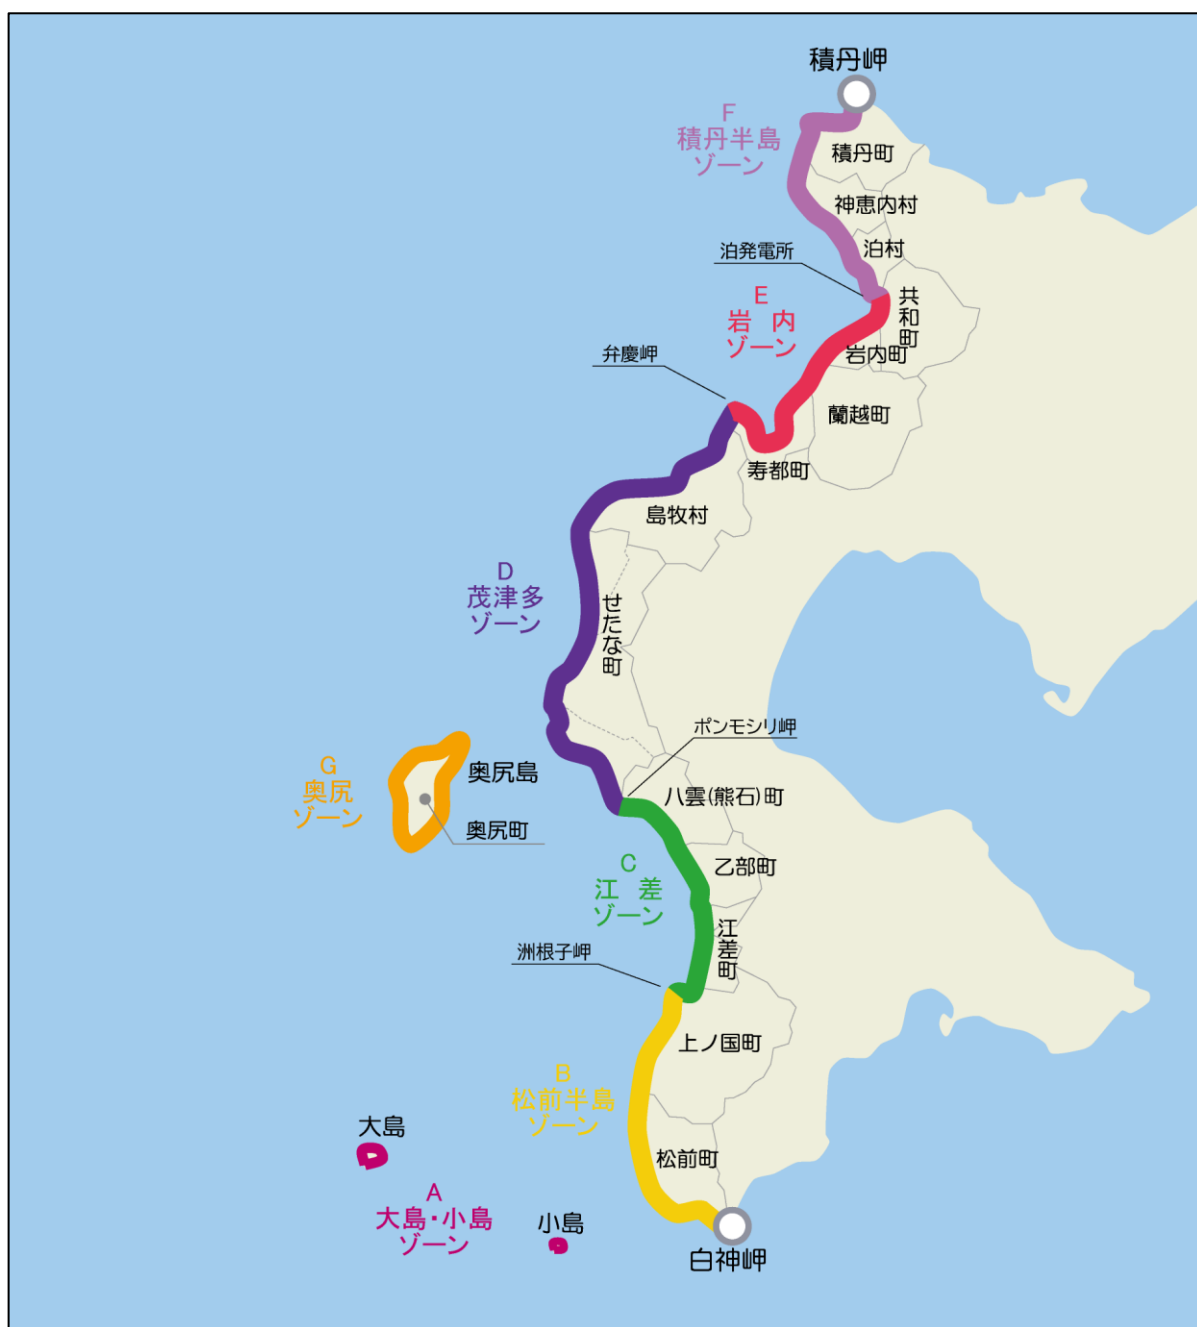 積丹岬
F
積丹半島
ゾーン
積丹町
神恵内村
泊村
泊発電所
E
岩 内
ゾーン
共和町
岩内町
弁慶岬
蘭越町
寿都町
島牧村
D
茂津多
ゾーン
せたな町
ポンモシリ岬
G
奥尻
ゾーン
奥尻島
奥尻町
八雲(熊石)町
C
江 差
ゾーン
乙部町
江差町
洲根子岬
上ノ国町
B
松前半島
ゾーン
大島
松前町
A
大島・小島
ゾーン
小島
白神岬